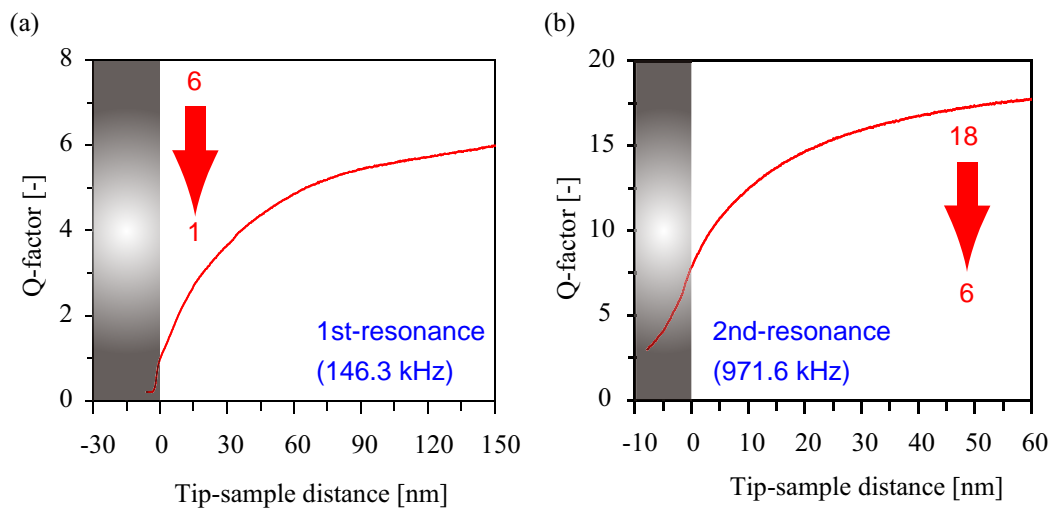 (a)
8
6
4
2
0
Q-factor [-]
6
1
1st-resonance
(146.3 kHz)
-30
0
30
60
90
120
150
Tip-sample distance [nm]
(b)
20
15
10
5
0
Q-factor [-]
18
6
2nd-resonance
(971.6 kHz)
-10
0
10
20
30
40
50
60
Tip-sample distance [nm]